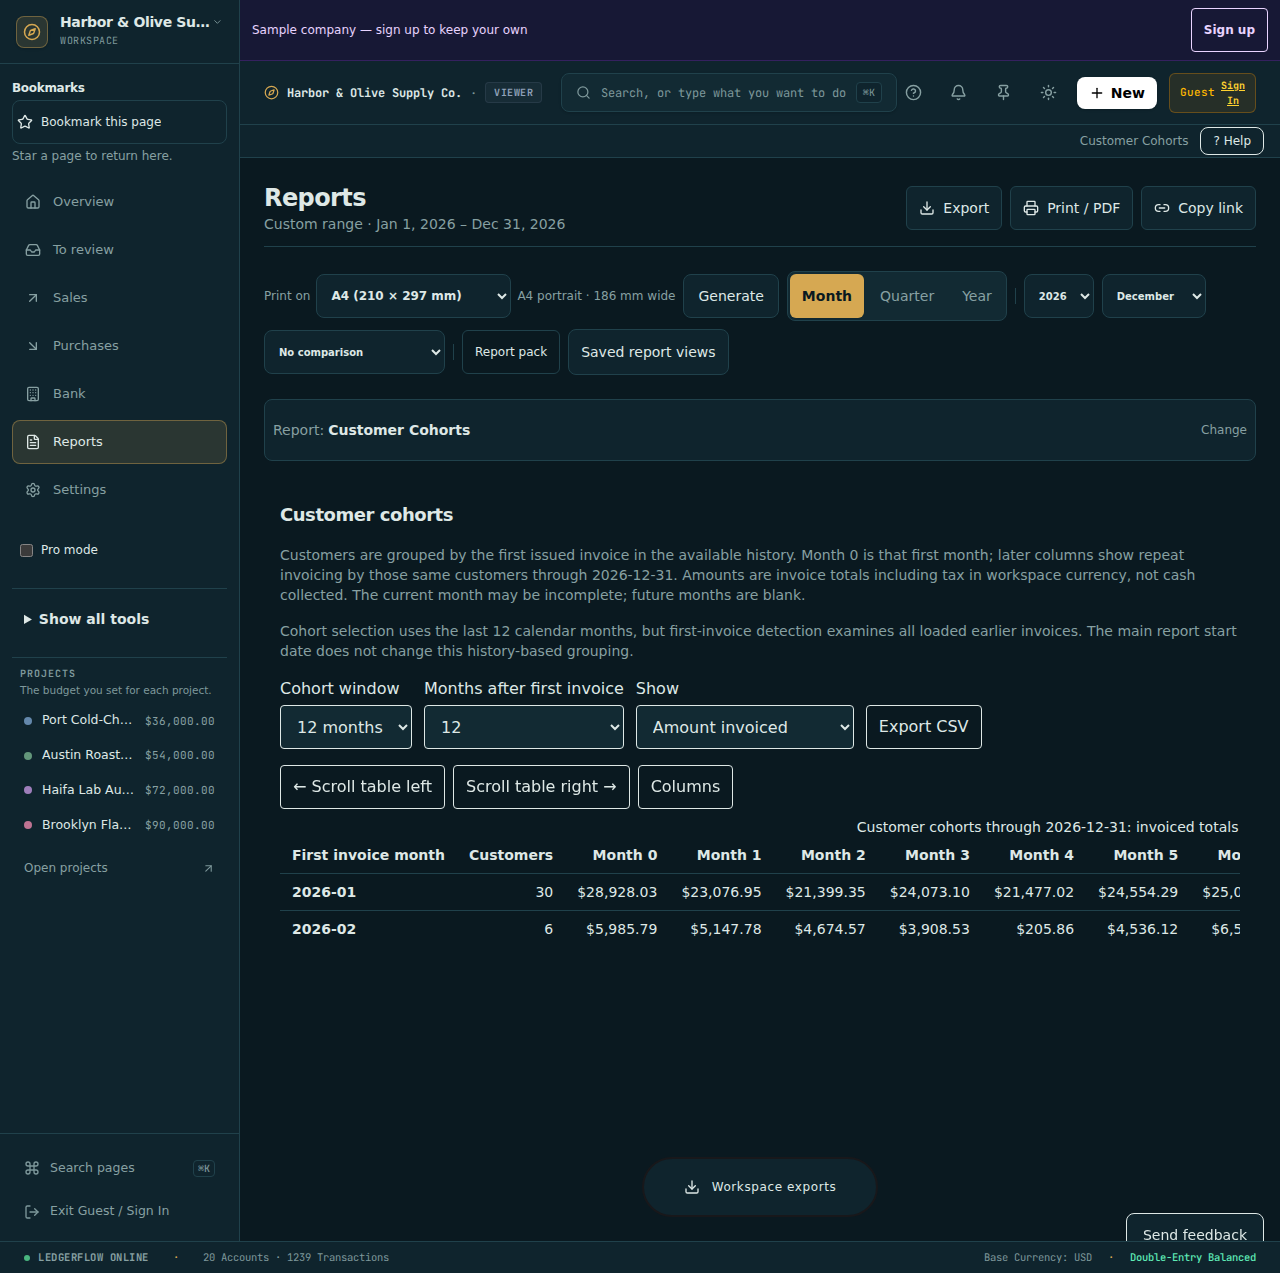 Harbor & Olive Su...
WORKSPACE
Bookmarks
Bookmark this page
Star a page to return here.
Overview
To review
Sales
Purchases
Bank
Reports
Settings
Pro mode
Show all tools
PROJECTS
The budget you set for each project.
Port Cold-Ch... $36,000.00
Austin Roast... $54,000.00
Haifa Lab Au... $72,000.00
Brooklyn Fla... $90,000.00
Open projects
Search pages ⌘K
Exit Guest / Sign In
Sample company — sign up to keep your own
Sign up
Harbor & Olive Supply Co. · VIEWER
Search, or type what you want to do ⌘K
+ New
Guest Sign In
Customer Cohorts ? Help
Reports
Custom range · Jan 1, 2026 – Dec 31, 2026
Export Print / PDF Copy link
Print on A4 (210 × 297 mm) A4 portrait · 186 mm wide Generate Month Quarter Year 2026 December
No comparison Report pack Saved report views
Report: Customer Cohorts Change
Customer cohorts
Customers are grouped by the first issued invoice in the available history. Month 0 is that first month; later columns show repeat
invoicing by those same customers through 2026-12-31. Amounts are invoice totals including tax in workspace currency, not cash
collected. The current month may be incomplete; future months are blank.
Cohort selection uses the last 12 calendar months, but first-invoice detection examines all loaded earlier invoices. The main report start
date does not change this history-based grouping.
Cohort window Months after first invoice Show
12 months 12 Amount invoiced Export CSV
← Scroll table left Scroll table right → Columns
Customer cohorts through 2026-12-31: invoiced totals
First invoice month Customers Month 0 Month 1 Month 2 Month 3 Month 4 Month 5 Mo
2026-01 30 $28,928.03 $23,076.95 $21,399.35 $24,073.10 $21,477.02 $24,554.29 $25,0
2026-02 6 $5,985.79 $5,147.78 $4,674.57 $3,908.53 $205.86 $4,536.12 $6,5
Workspace exports
Send feedback
LEDGERFLOW ONLINE · 20 Accounts · 1239 Transactions
Base Currency: USD · Double-Entry Balanced